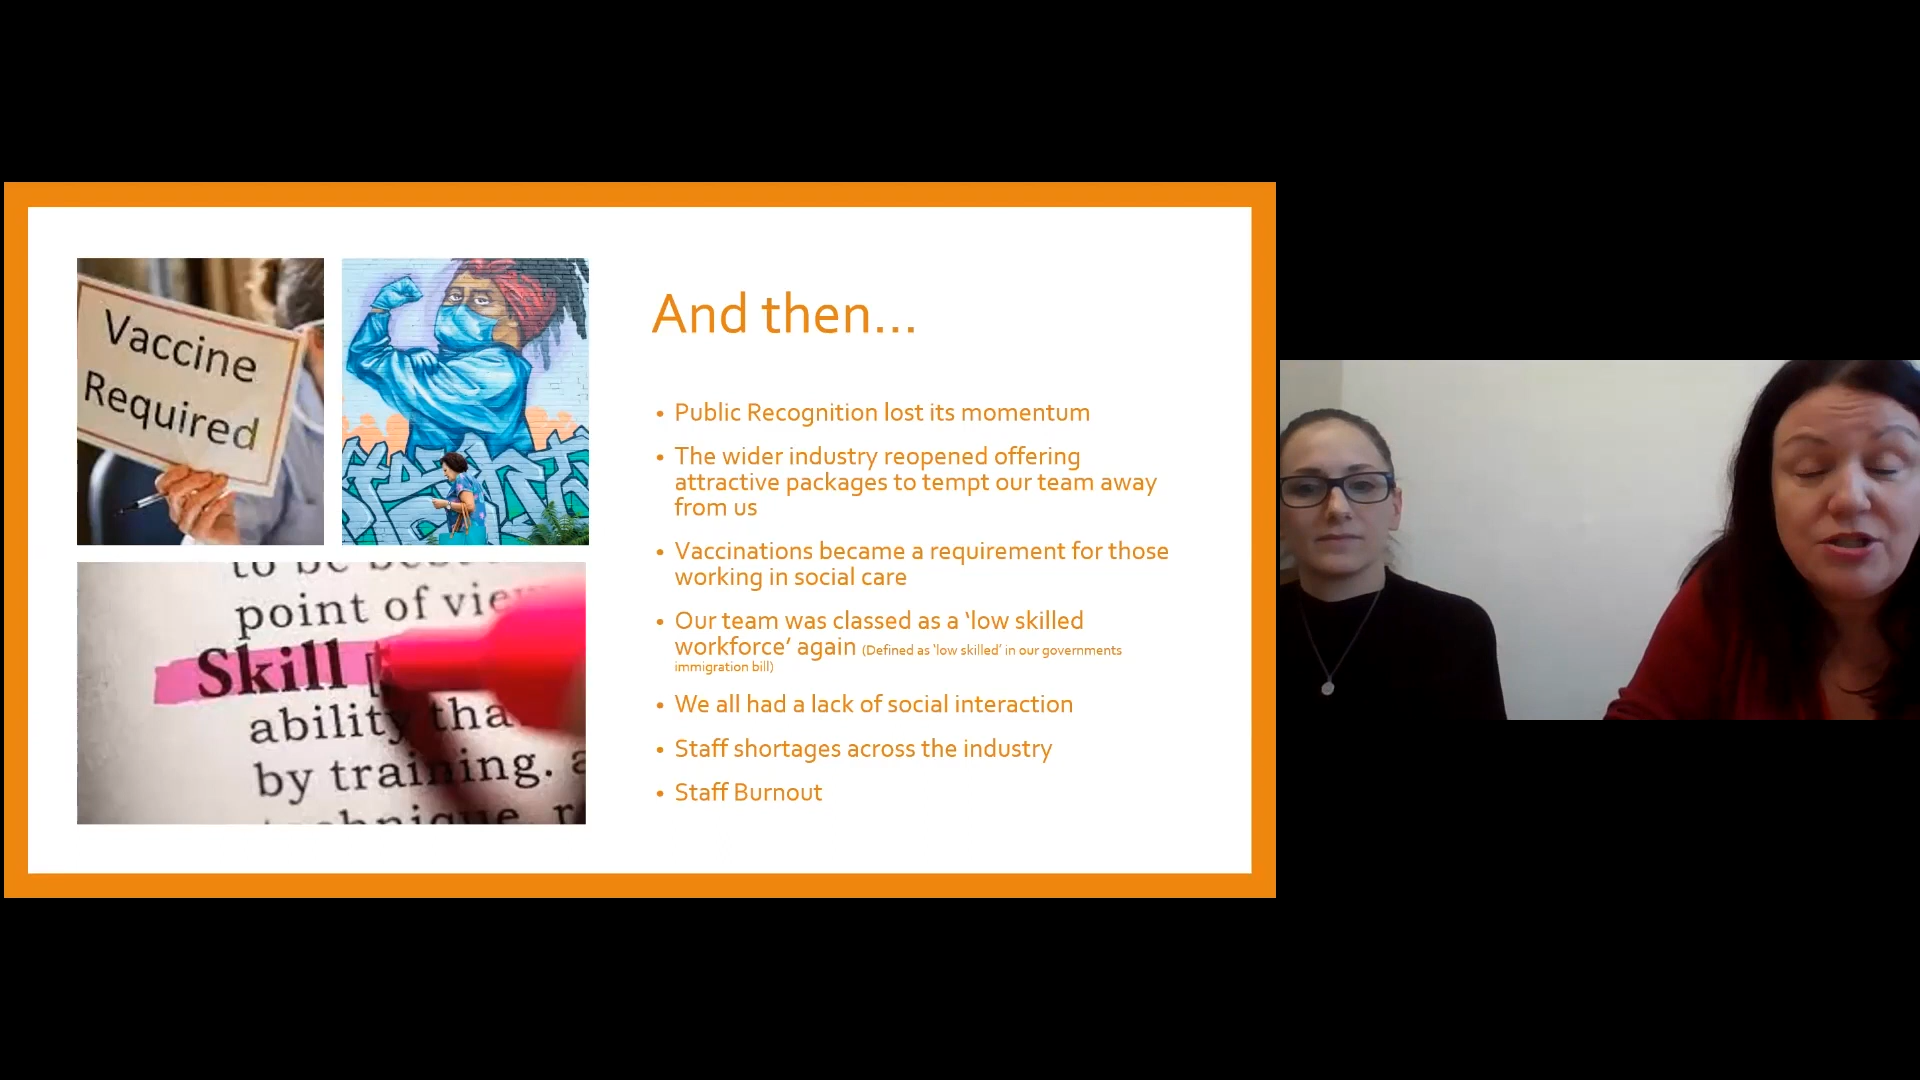 Vaccine
Required
And then...
• Public Recognition lost its momentum
• The wider industry reopened offering
attractive packages to tempt our team away
from us
• Vaccinations became a requirement for those
working in social care
• Our team was classed as a ‘low skilled
workforce’ again (Defined as ‘low skilled’ in our governments
immigration bill)
• We all had a lack of social interaction
• Staff shortages across the industry
• Staff Burnout
to be
point of
Skill
ability
by training.